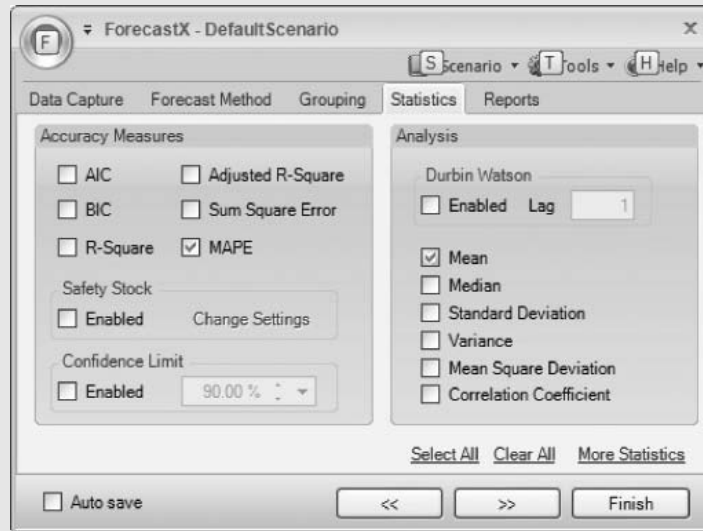 F
ForecastX - DefaultScenario
S Scenario T Tools H Help
Data Capture Forecast Method Grouping Statistics Reports
Accuracy Measures
AIC Adjusted R-Square
BIC Sum Square Error
R-Square MAPE
Safety Stock
Enabled Change Settings
Confidence Limit
Enabled 90.00 %
Analysis
Durbin Watson
Enabled Lag 1
Mean
Median
Standard Deviation
Variance
Mean Square Deviation
Correlation Coefficient
Select All Clear All More Statistics
Auto save << >> Finish